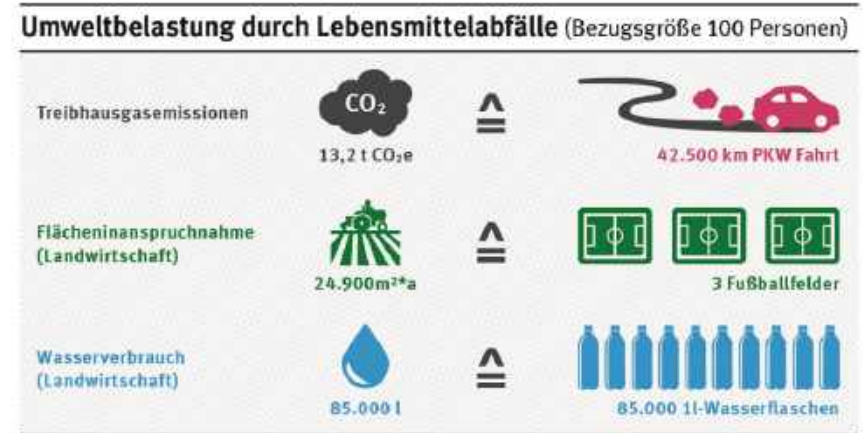 Umweltbelastung durch Lebensmittelabfälle (Bezugsgröße 100 Personen)
Treibhausgasemissionen
CO₂
≙
13,2 t CO₂e
42.500 km PKW Fahrt
Flächeninanspruchnahme
(Landwirtschaft)
≙
24.900m²*a
3 Fußballfelder
Wasserverbrauch
(Landwirtschaft)
≙
85.000 l
85.000 1l-Wasserflaschen